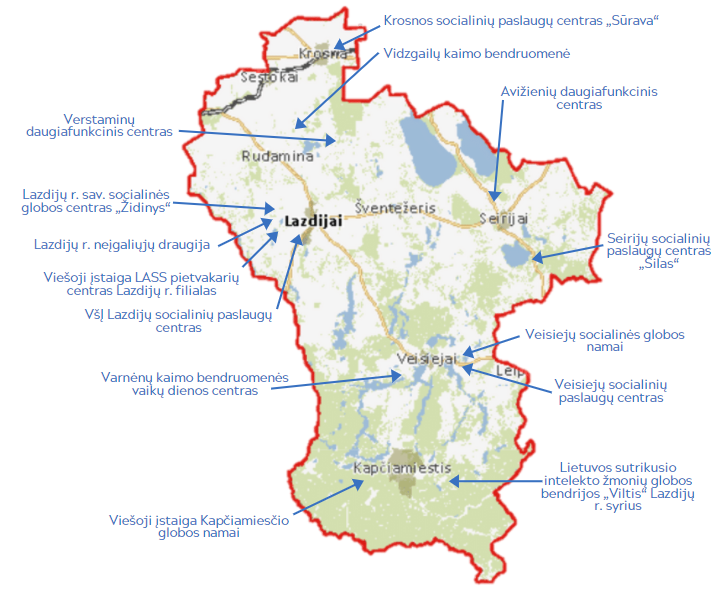 Krosnos socialinių paslaugų centras „Sūrava“
Krosna
Vidzgailų kaimo bendruomenė
Šeštokai
Avižienių daugiafunkcinis
centras
Verstaminų
daugiafunkcinis centras
Rudamina
Lazdijų r. sav. socialinės
globos centras „Židinys“
Lazdijai
Šventežeris
Seirijai
Lazdijų r. neįgaliųjų draugija
Seirijų socialinių
paslaugų centras
„Šilas“
Viešoji įstaiga LASS pietvakarių
centras Lazdijų r. filialas
VšĮ Lazdijų socialinių paslaugų
centras
Veisiejų socialinės globos
namai
Veisiejai
Leip
Varnėnų kaimo bendruomenės
vaikų dienos centras
Veisiejų socialinių
paslaugų centras
Kapčiamiestis
Lietuvos sutrikusio
intelekto žmonių globos
bendrijos „Viltis“ Lazdijų
r. syrius
Viešoji įstaiga Kapčiamiesčio
globos namai